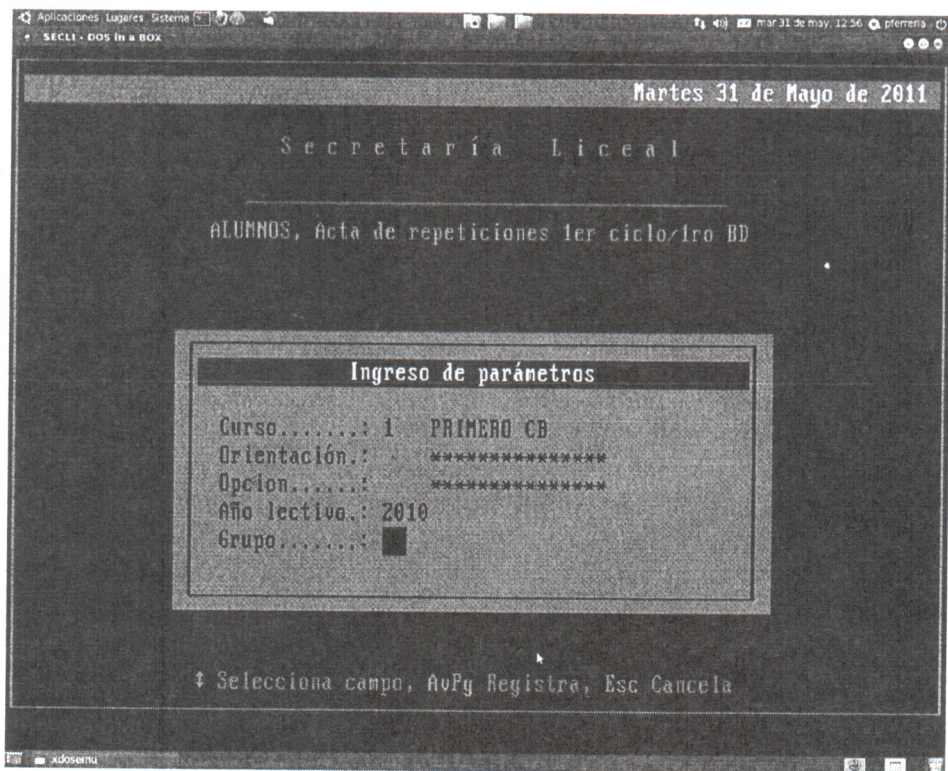 Aplicaciones Lugares Sistema mar 31 de may, 12:56 pferreria
SECLI - DOS in a BOX
Martes 31 de Mayo de 2011
Secretaría Liceal
ALUMNOS, Acta de repeticiones 1er ciclo/1ro BD
Ingreso de parámetros
Curso.......: 1 PRIMERO CB
Orientación.: ***************
Opcion......: ***************
Año lectivo.: 2010
Grupo.......:
↕ Selecciona campo, AvPg Registra, Esc Cancela
xdosemu